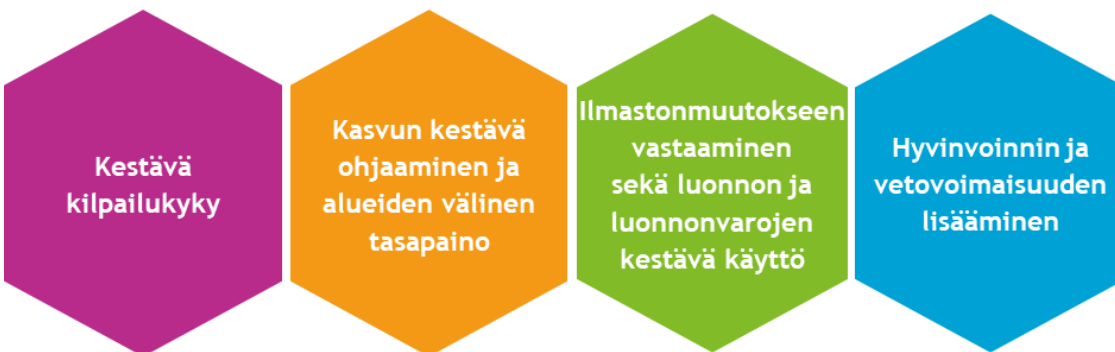 Kestävä
kilpailukyky
Kasvun kestävä
ohjaaminen ja
alueiden välinen
tasapaino
Ilmastonmuutokseen
vastaaminen
sekä luonnon ja
luonnonvarojen
kestävä käyttö
Hyvinvoinnin ja
vetovoimaisuuden
lisääminen